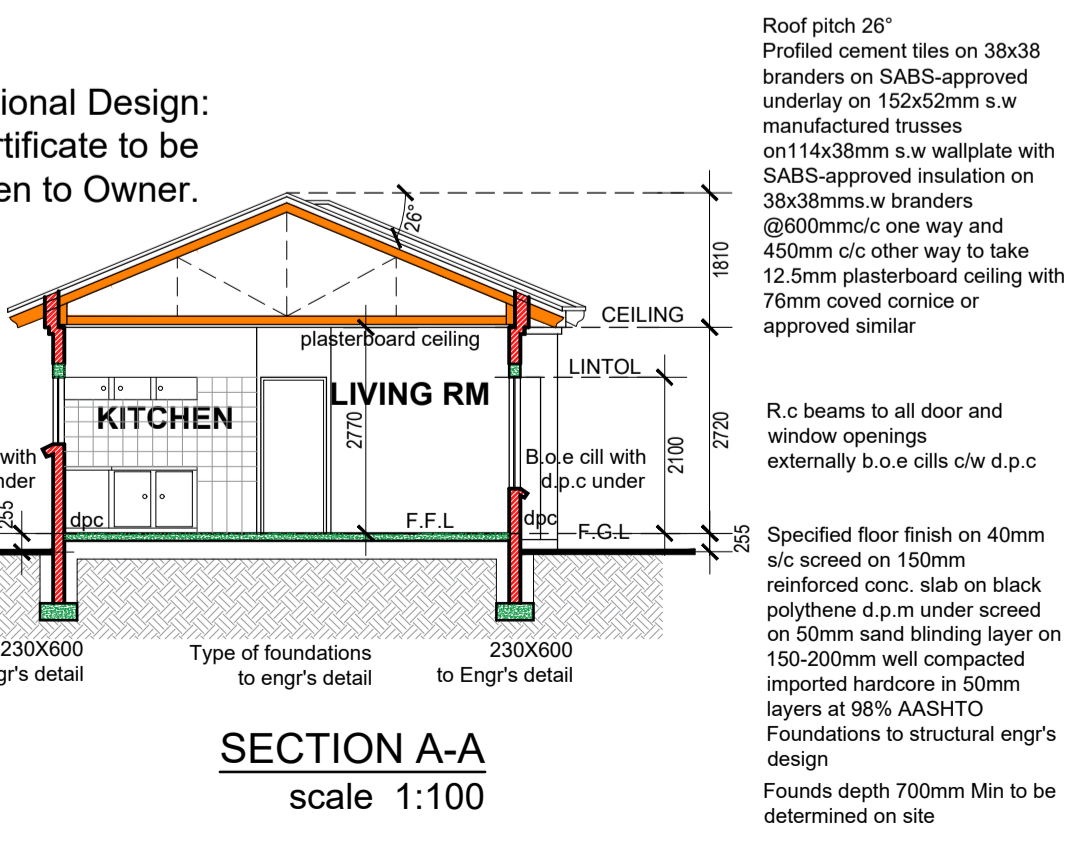 ional Design:
rtificate to be
en to Owner.
26°
1810
CEILING
plasterboard ceiling
LINTOL
LIVING RM
KITCHEN
2770
2100
2720
with
nder
B.o.e cill with
d.p.c under
255
dpc
F.F.L
dpc
F.G.L
255
230X600
gr's detail
Type of foundations
to engr's detail
230X600
to Engr's detail
SECTION A-A
scale 1:100
Roof pitch 26°
Profiled cement tiles on 38x38
branders on SABS-approved
underlay on 152x52mm s.w
manufactured trusses
on114x38mm s.w wallplate with
SABS-approved insulation on
38x38mms.w branders
@600mmc/c one way and
450mm c/c other way to take
12.5mm plasterboard ceiling with
76mm coved cornice or
approved similar
R.c beams to all door and
window openings
externally b.o.e cills c/w d.p.c
Specified floor finish on 40mm
s/c screed on 150mm
reinforced conc. slab on black
polythene d.p.m under screed
on 50mm sand blinding layer on
150-200mm well compacted
imported hardcore in 50mm
layers at 98% AASHTO
Foundations to structural engr's
design
Founds depth 700mm Min to be
determined on site